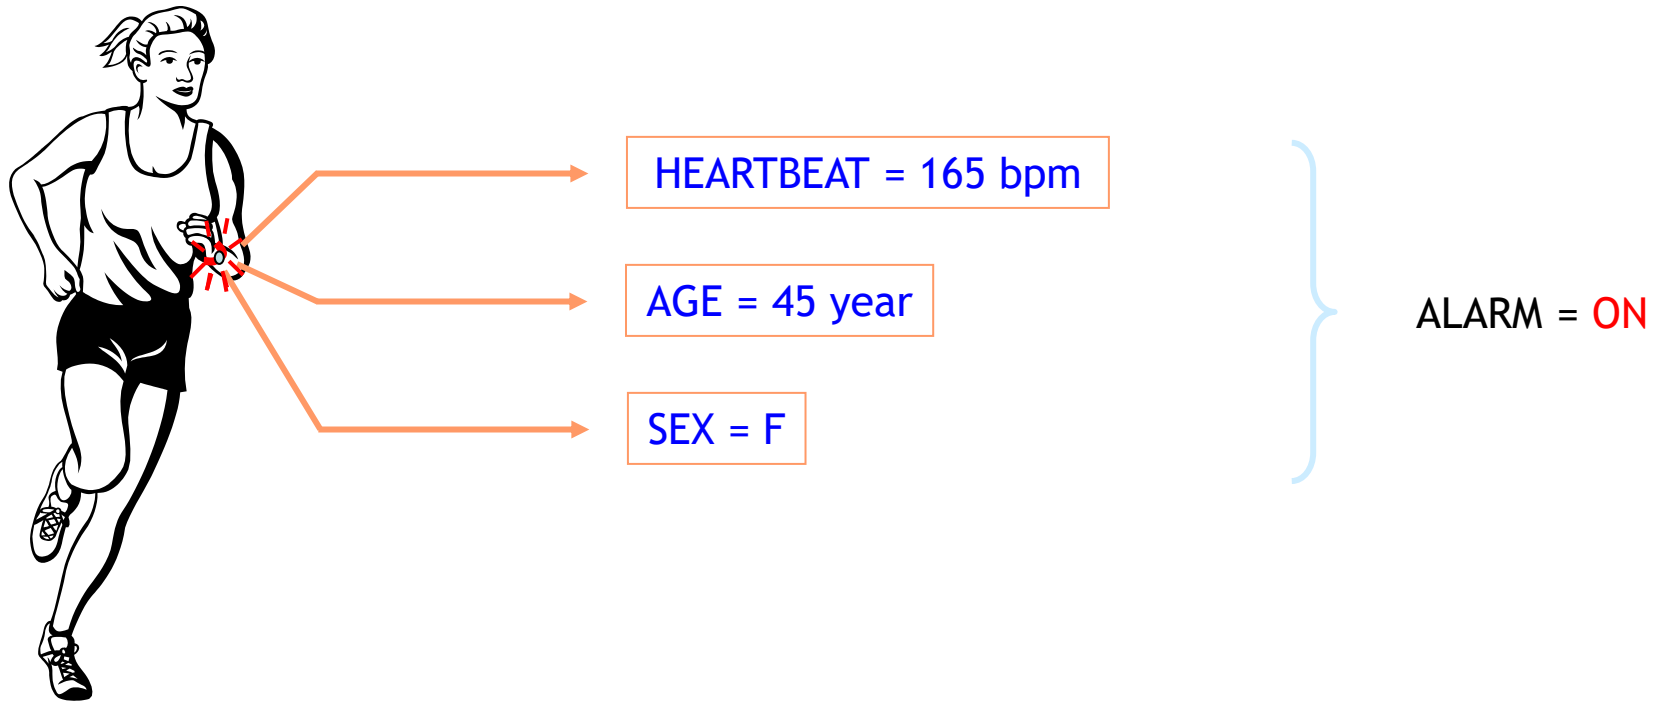 HEARTBEAT = 165 bpm
AGE = 45 year
SEX = F
ALARM = ON